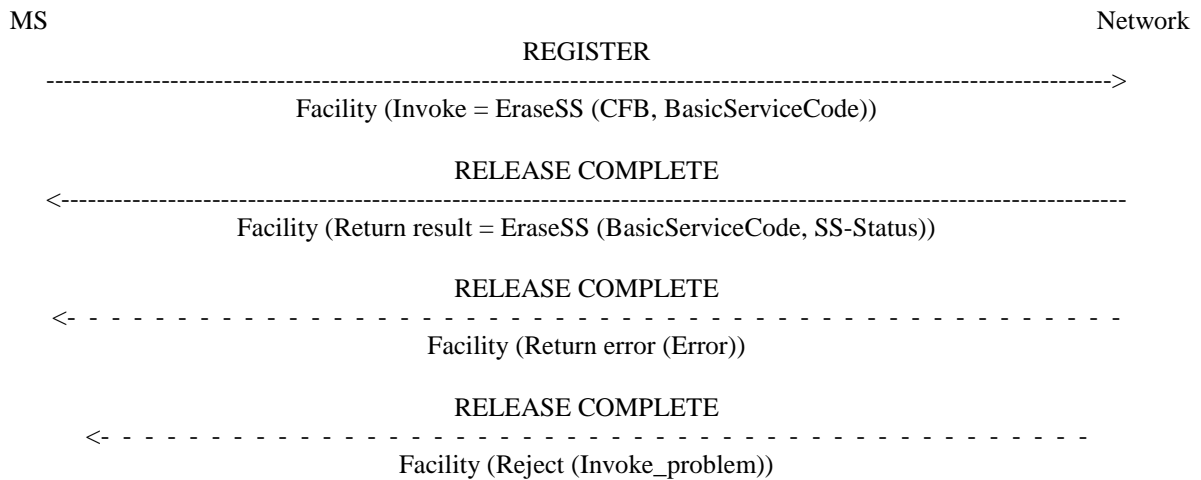 MS Network
REGISTER
Facility (Invoke = EraseSS (CFB, BasicServiceCode))
RELEASE COMPLETE
Facility (Return result = EraseSS (BasicServiceCode, SS-Status))
RELEASE COMPLETE
Facility (Return error (Error))
RELEASE COMPLETE
Facility (Reject (Invoke_problem))